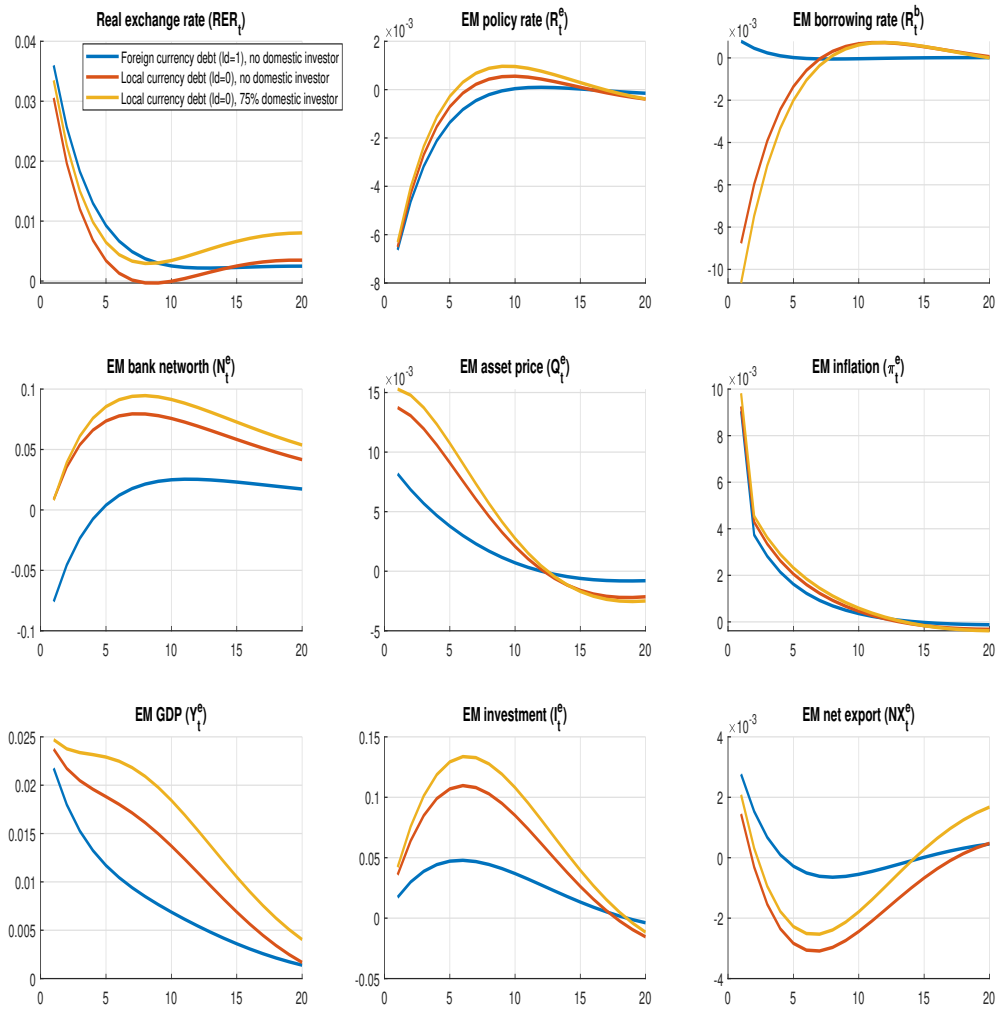 Real exchange rate (RER_t)
0.04
0.03
0.02
0.01
0
0 5 10 15 20
Foreign currency debt (ld=1), no domestic investor
Local currency debt (ld=0), no domestic investor
Local currency debt (ld=0), 75% domestic investor
EM policy rate (R_t^e)
×10^-3
2
0
-2
-4
-6
-8
0 5 10 15 20
EM borrowing rate (R_t^b)
×10^-3
0
-2
-4
-6
-8
-10
0 5 10 15 20
EM bank networth (N_t^e)
0.1
0.05
0
-0.05
-0.1
0 5 10 15 20
EM asset price (Q_t^e)
×10^-3
15
10
5
0
-5
0 5 10 15 20
EM inflation (π_t^e)
×10^-3
10
8
6
4
2
0
0 5 10 15 20
EM GDP (Y_t^e)
0.025
0.02
0.015
0.01
0.005
0
0 5 10 15 20
EM investment (I_t^e)
0.15
0.1
0.05
0
-0.05
0 5 10 15 20
EM net export (NX_t^e)
×10^-3
4
2
0
-2
-4
0 5 10 15 20